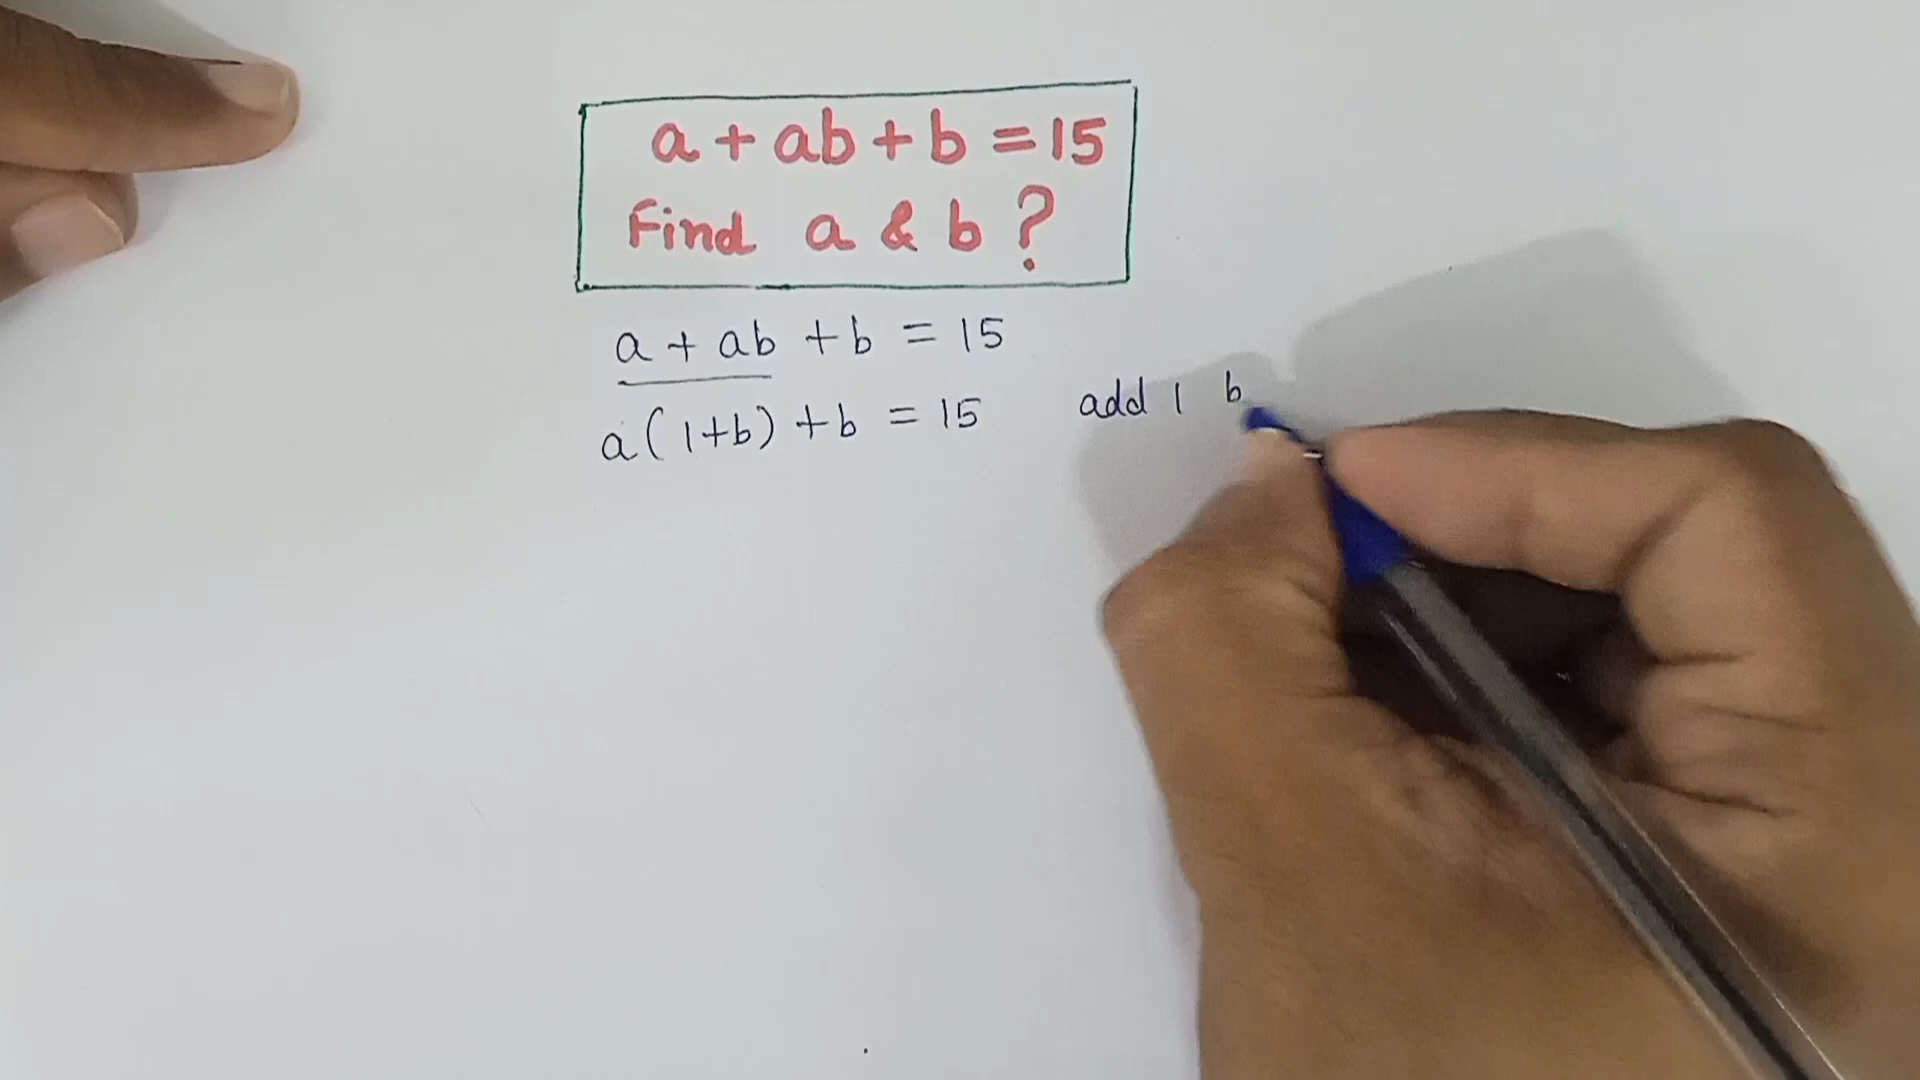 a + ab + b = 15
Find a & b ?
a + ab + b = 15
a(1+b) + b = 15 add 1 b